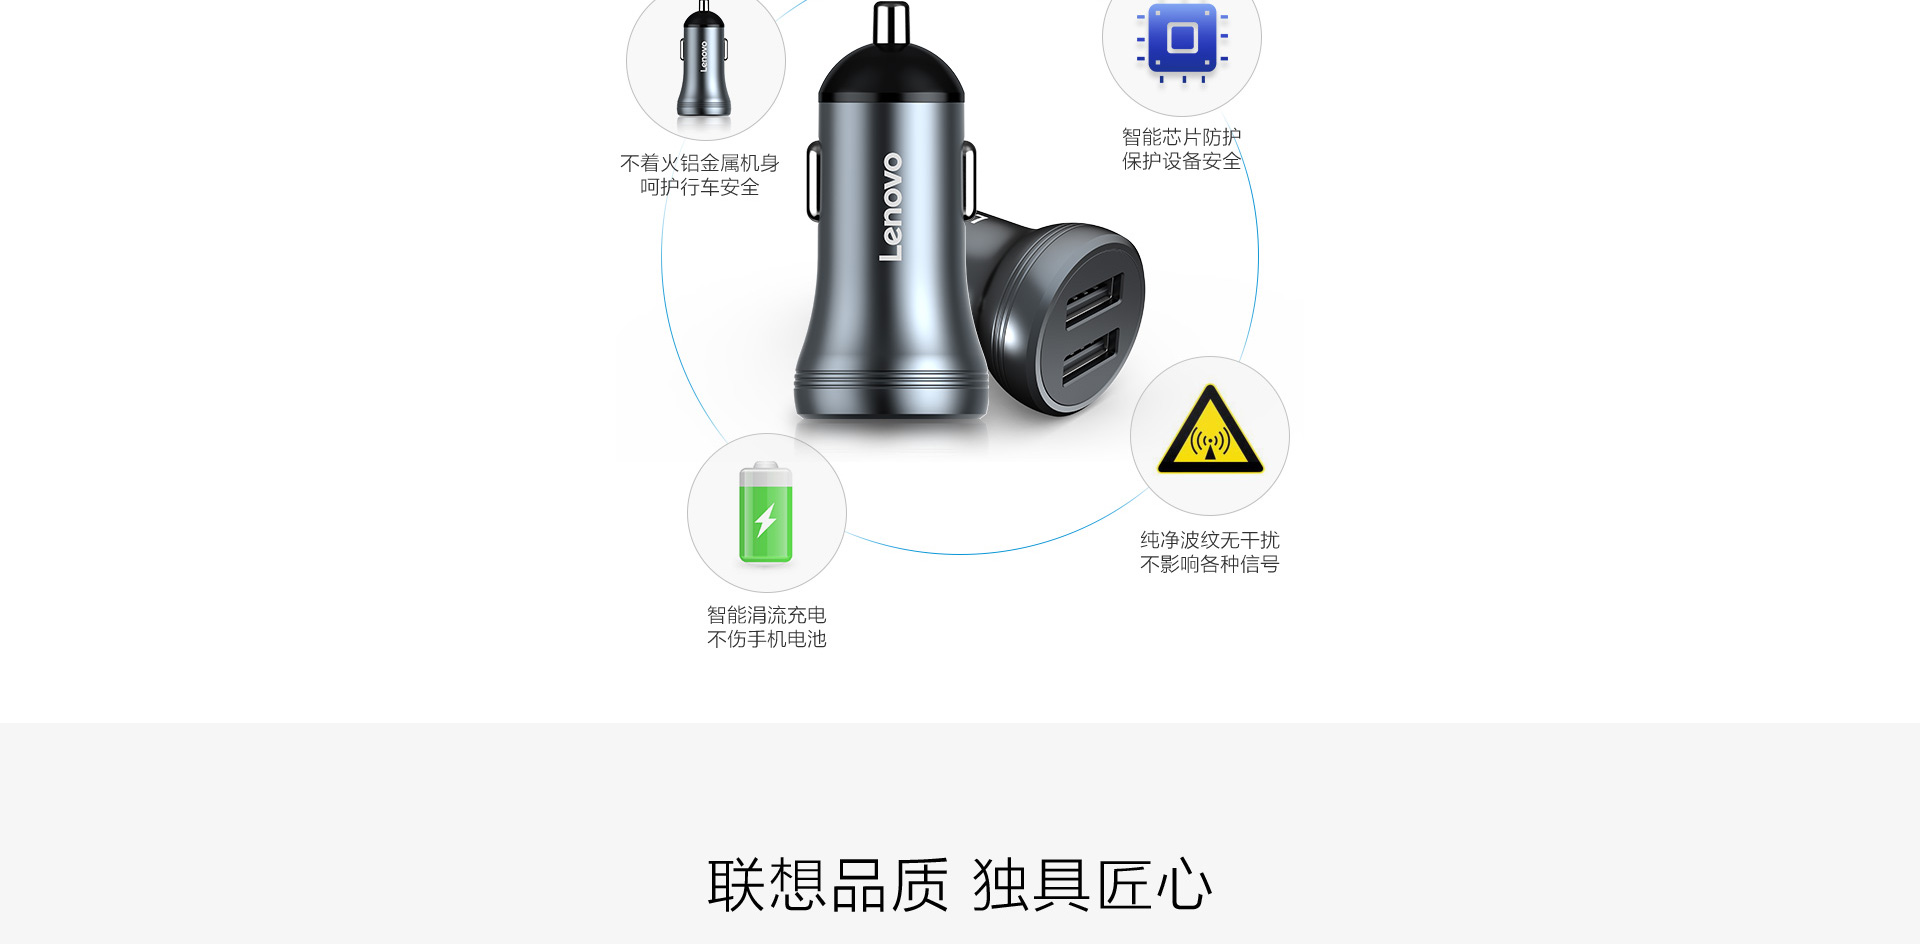 Lenovo
不着火铝金属机身
呵护行车安全
Lenovo
智能芯片防护
保护设备安全
纯净波纹无干扰
不影响各种信号
智能涓流充电
不伤手机电池
联想品质 独具匠心